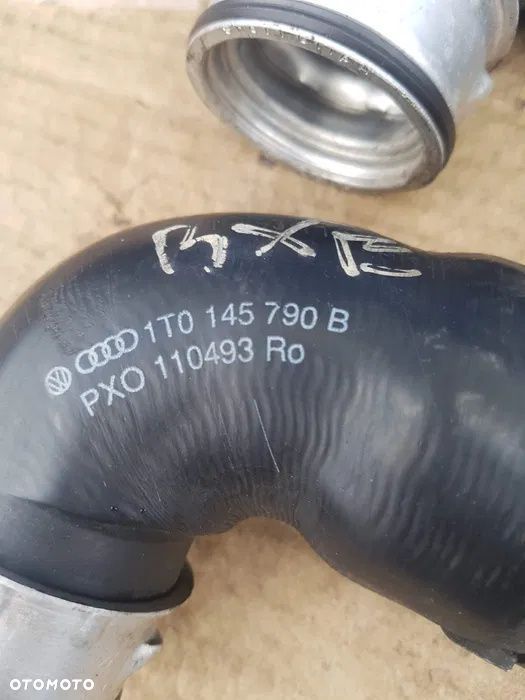 BXE
1T0 145 790 B
PXO 110493 Ro
OTOMOTO